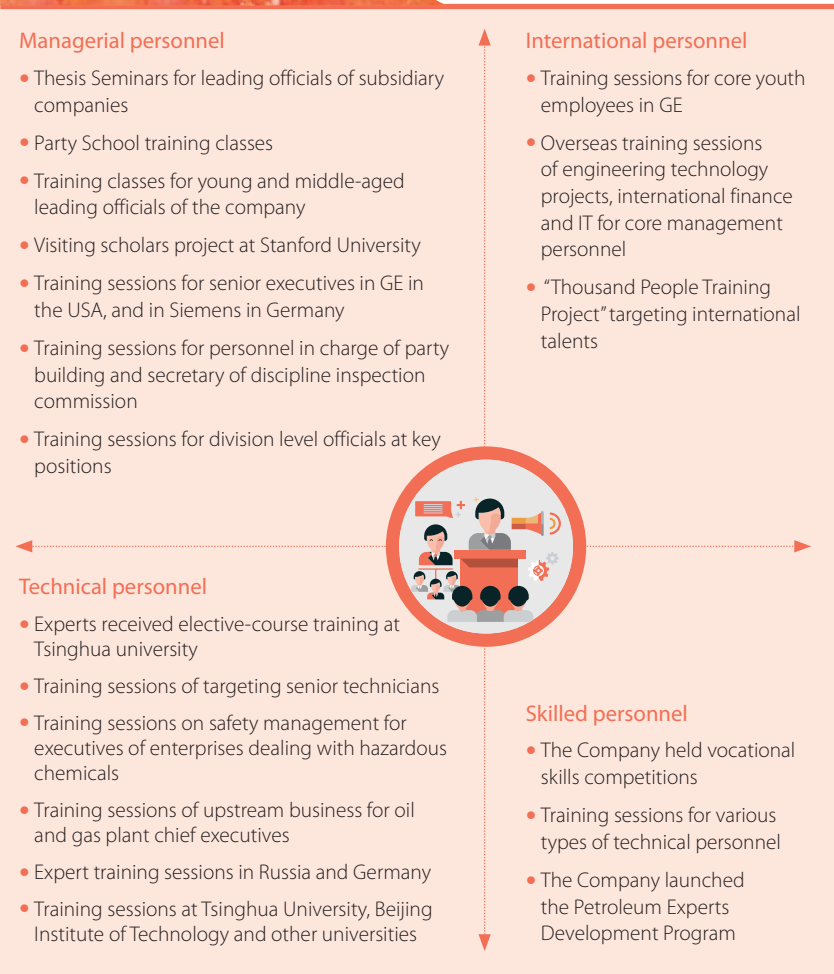 Managerial personnel
• Thesis Seminars for leading officials of subsidiary
companies
• Party School training classes
• Training classes for young and middle-aged
leading officials of the company
• Visiting scholars project at Stanford University
• Training sessions for senior executives in GE in
the USA, and in Siemens in Germany
• Training sessions for personnel in charge of party
building and secretary of discipline inspection
commission
• Training sessions for division level officials at key
positions
International personnel
• Training sessions for core youth
employees in GE
• Overseas training sessions
of engineering technology
projects, international finance
and IT for core management
personnel
• “Thousand People Training
Project” targeting international
talents
Technical personnel
• Experts received elective-course training at
Tsinghua university
• Training sessions of targeting senior technicians
• Training sessions on safety management for
executives of enterprises dealing with hazardous
chemicals
• Training sessions of upstream business for oil
and gas plant chief executives
• Expert training sessions in Russia and Germany
• Training sessions at Tsinghua University, Beijing
Institute of Technology and other universities
Skilled personnel
• The Company held vocational
skills competitions
• Training sessions for various
types of technical personnel
• The Company launched
the Petroleum Experts
Development Program